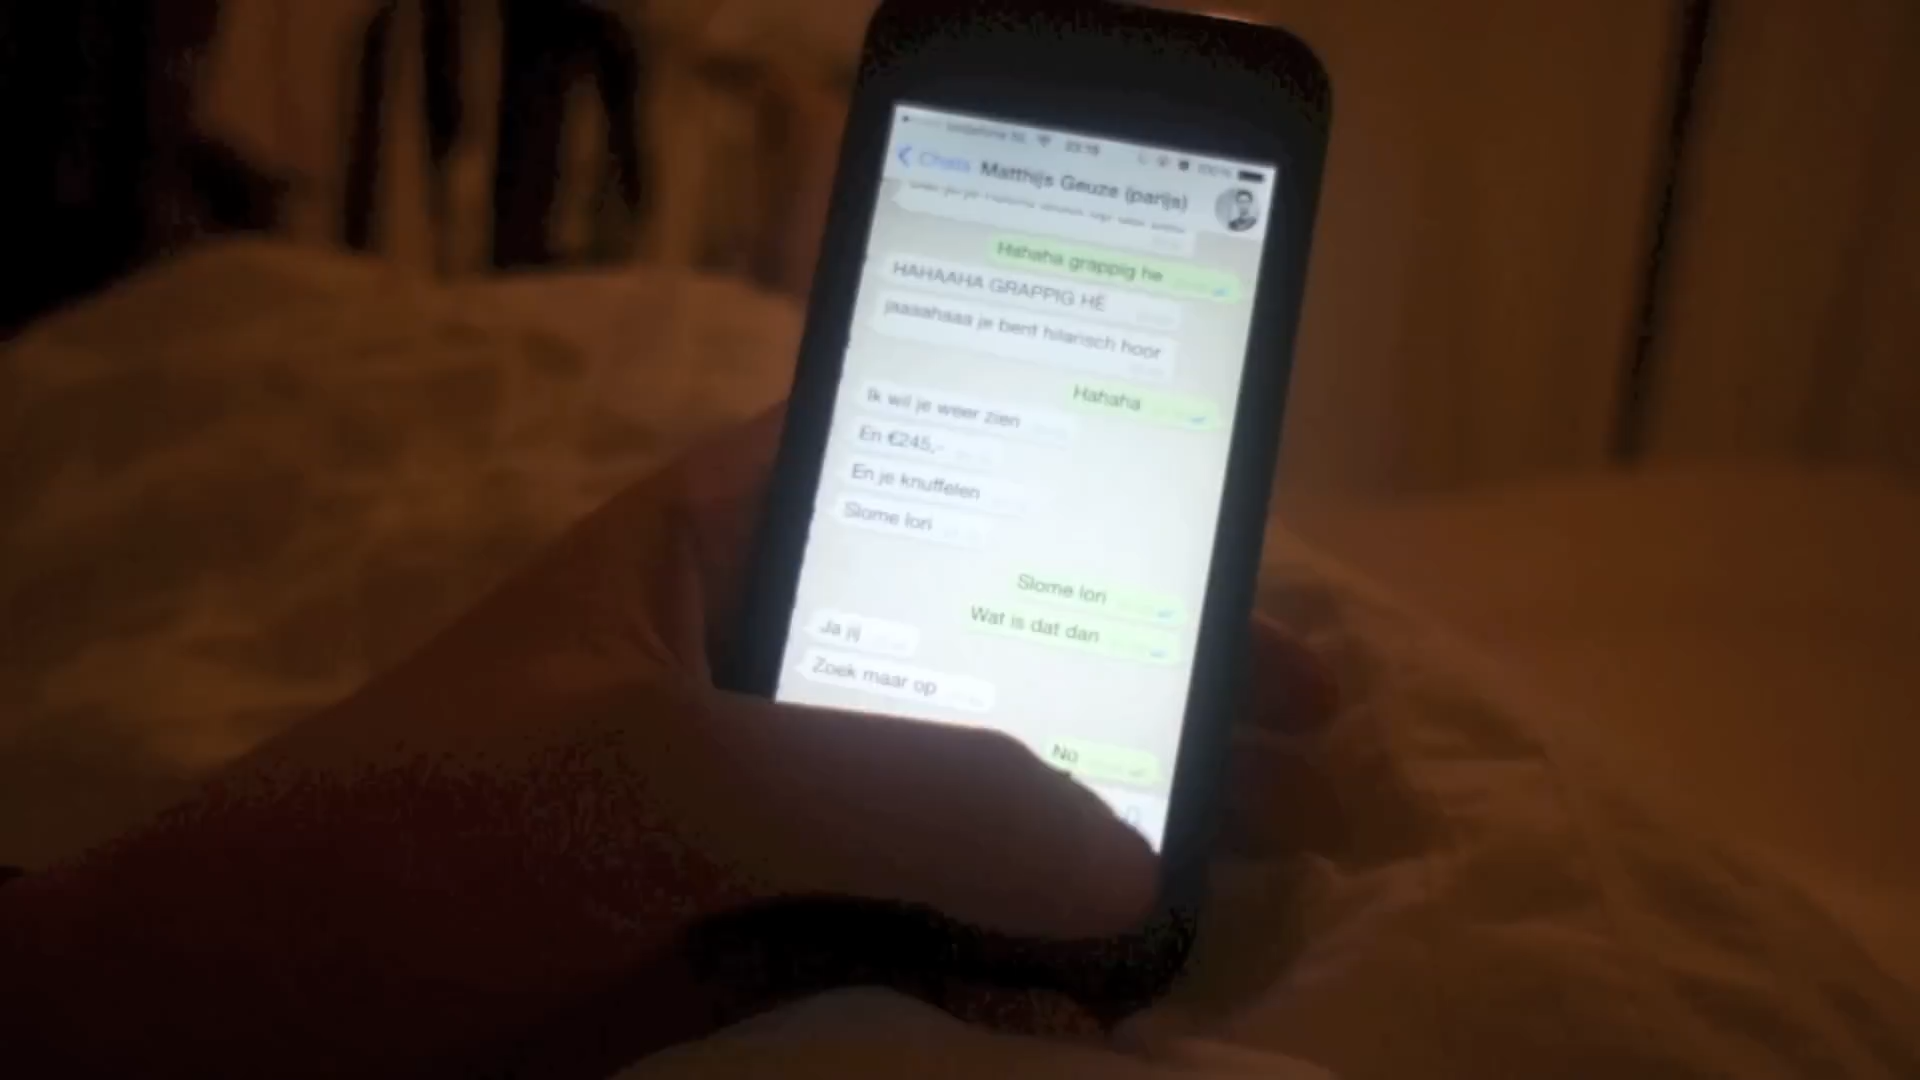 Chats Matthijs Geuze (parijs)
Hahaha grappig he
HAHAAHA GRAPPIG HE
jaaaahaaa je bent hilarisch hoor
Hahaha
Ik wil je weer zien
En €245,-
En je knuffelen
Slome lori
Slome lori
Wat is dat dan
Ja jij
Zoek maar op
No